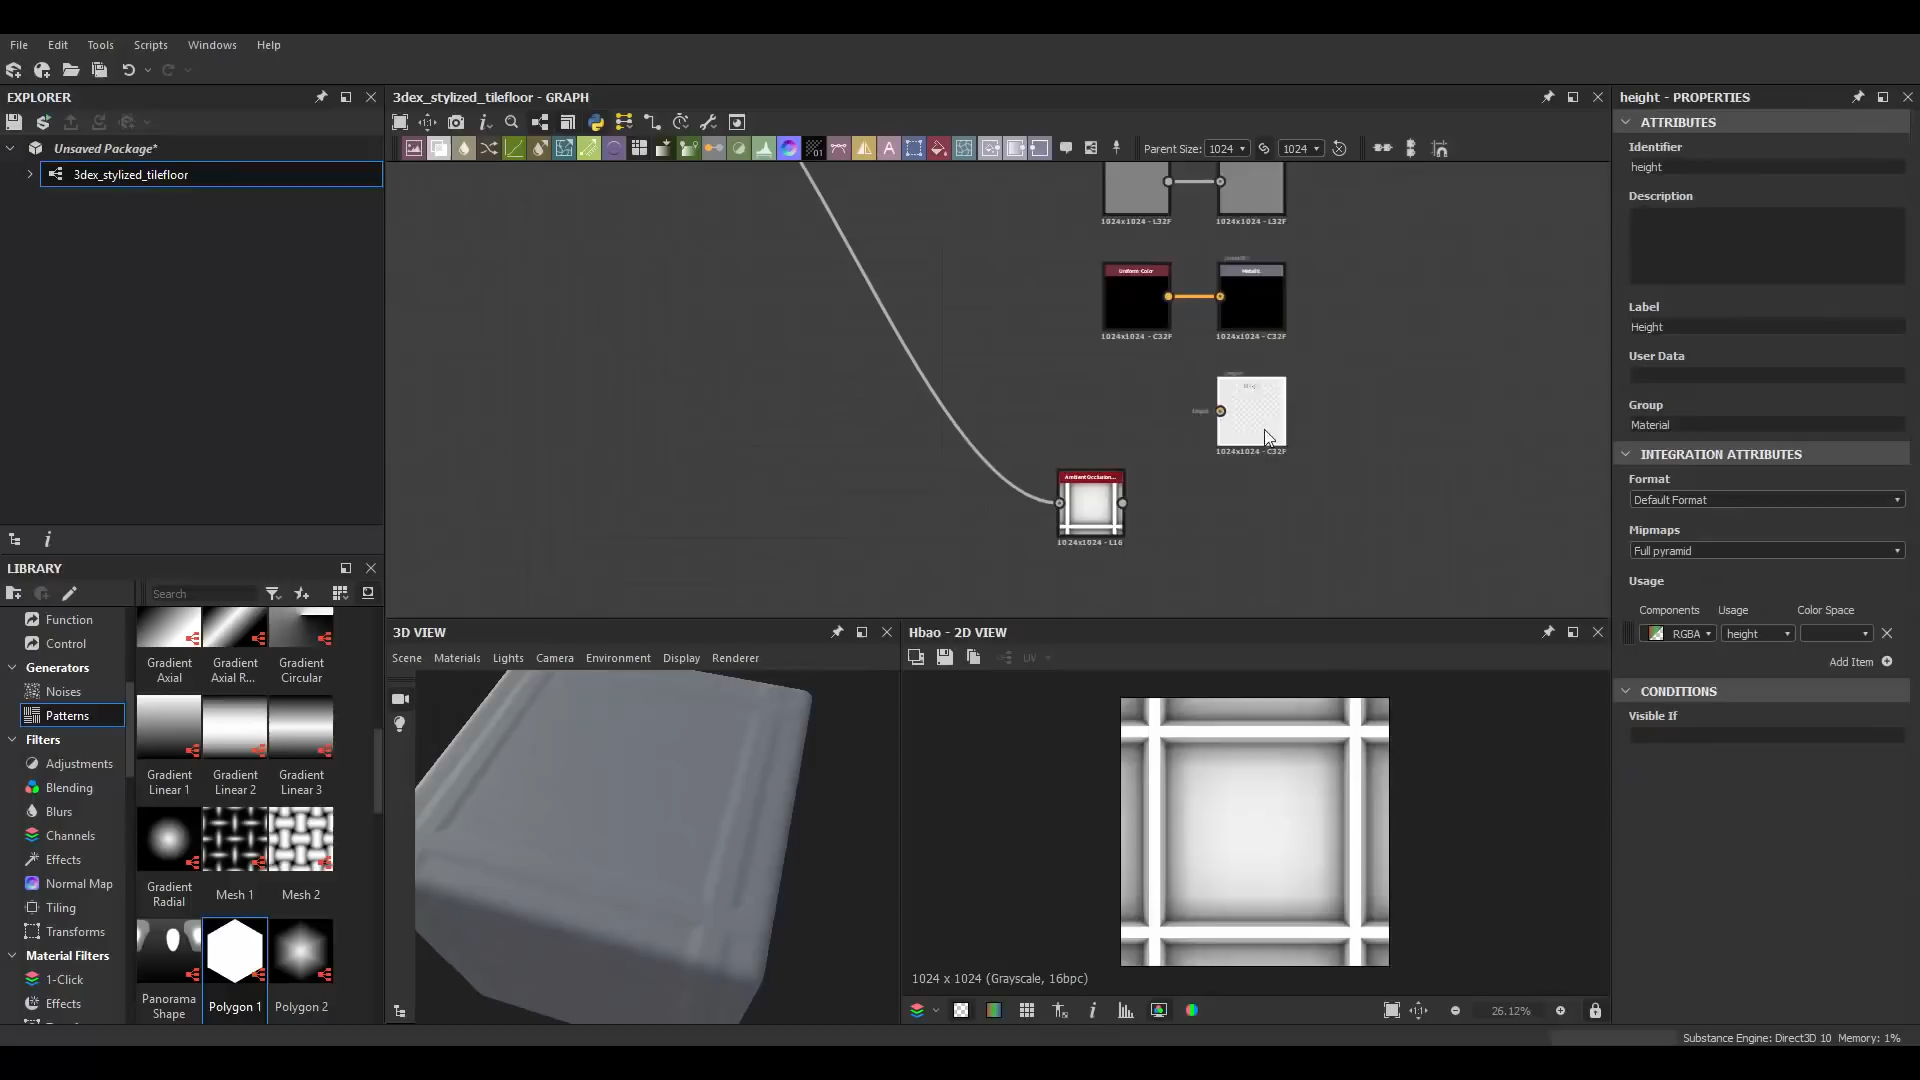 File Edit Tools Scripts Windows Help
EXPLORER
Unsaved Package*
3dex_stylized_tilefloor
LIBRARY
Search
Function
Control
Generators
Noises
Patterns
Filters
Adjustments
Blending
Blurs
Channels
Effects
Normal Map
Tiling
Transforms
Material Filters
1-Click
Effects
Gradient Axial
Gradient Axial R...
Gradient Circular
Gradient Linear 1
Gradient Linear 2
Gradient Linear 3
Gradient Radial
Mesh 1
Mesh 2
Panorama Shape
Polygon 1
Polygon 2
3dex_stylized_tilefloor - GRAPH
Parent Size: 1024 1024
1024x1024 - L32F
1024x1024 - L32F
Uniform Color
Metallic
1024x1024 - C32F
1024x1024 - C32F
1024x1024 - C32F
Ambient Occlusion...
1024x1024 - L16
3D VIEW
Scene Materials Lights Camera Environment Display Renderer
Hbao - 2D VIEW
UV
1024 x 1024 (Grayscale, 16bpc)
26.12%
height - PROPERTIES
ATTRIBUTES
Identifier
height
Description
Label
Height
User Data
Group
Material
INTEGRATION ATTRIBUTES
Format
Default Format
Mipmaps
Full pyramid
Usage
Components Usage Color Space
RGBA height
Add Item
CONDITIONS
Visible If
Substance Engine: Direct3D 10 Memory: 1%